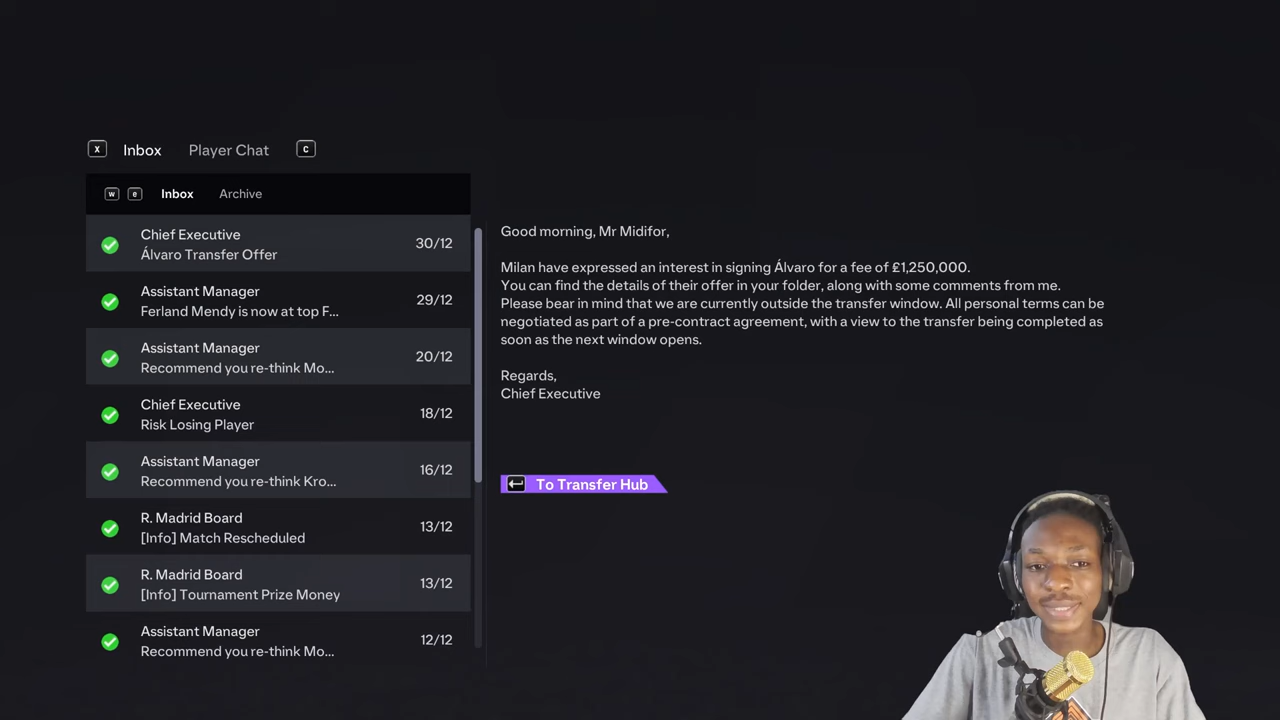 X Inbox Player Chat C
w e Inbox Archive
Chief Executive
Álvaro Transfer Offer
30/12
Assistant Manager
Ferland Mendy is now at top F...
29/12
Assistant Manager
Recommend you re-think Mo...
20/12
Chief Executive
Risk Losing Player
18/12
Assistant Manager
Recommend you re-think Kro...
16/12
R. Madrid Board
[Info] Match Rescheduled
13/12
R. Madrid Board
[Info] Tournament Prize Money
13/12
Assistant Manager
Recommend you re-think Mo...
12/12
Good morning, Mr Midifor,
Milan have expressed an interest in signing Álvaro for a fee of £1,250,000.
You can find the details of their offer in your folder, along with some comments from me.
Please bear in mind that we are currently outside the transfer window. All personal terms can be
negotiated as part of a pre-contract agreement, with a view to the transfer being completed as
soon as the next window opens.
Regards,
Chief Executive
To Transfer Hub